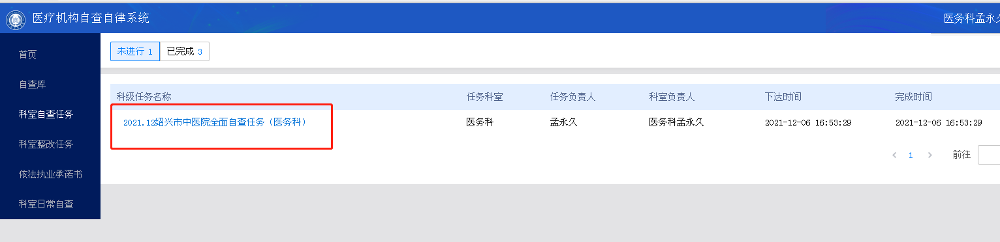 医疗机构自查自律系统
医务科孟永久
首页
自查库
科室自查任务
科室整改任务
依法执业承诺书
科室日常自查
未进行 1 已完成 3
科级任务名称 任务科室 任务负责人 科室负责人 下达时间 完成时间
2021.12绍兴市中医院全面自查任务（医务科） 医务科 孟永久 医务科孟永久 2021-12-06 16:53:29 2021-12-06 16:53:29
1 前往